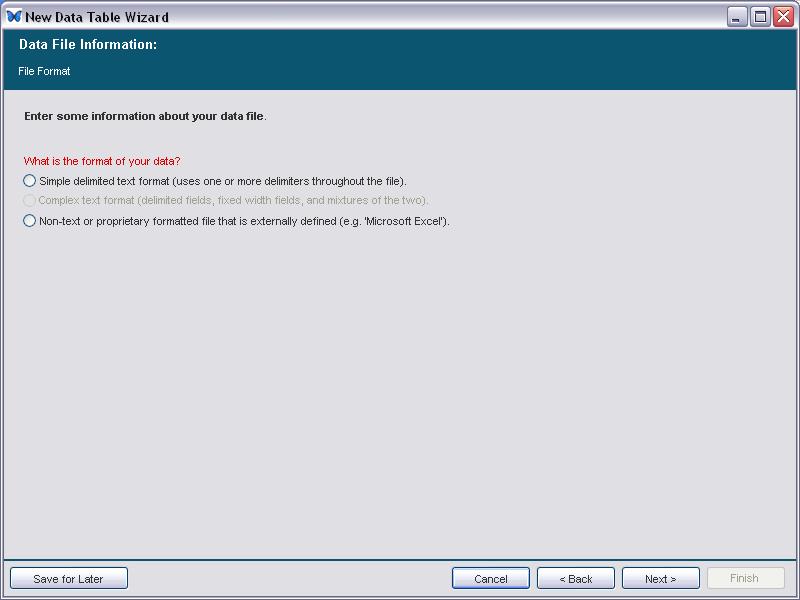 New Data Table Wizard
Data File Information:
File Format
Enter some information about your data file.
What is the format of your data?
Simple delimited text format (uses one or more delimiters throughout the file).
Complex text format (delimited fields, fixed width fields, and mixtures of the two).
Non-text or proprietary formatted file that is externally defined (e.g. 'Microsoft Excel').
Save for Later
Cancel
< Back
Next >
Finish